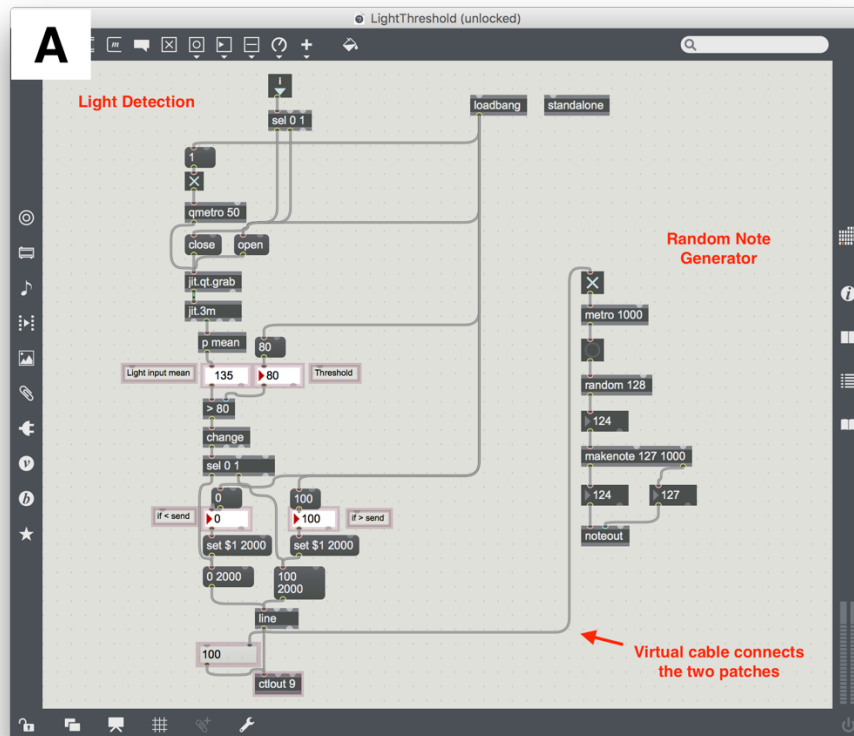 LightThreshold (unlocked)
A
m
Light Detection
i
sel 0 1
loadbang
standalone
1
qmetro 50
close
open
jit.qt.grab
jit.3m
p mean
80
Light input mean
135
80
Threshold
> 80
change
sel 0 1
0
100
if < send
0
100
if > send
set $1 2000
set $1 2000
0 2000
100
2000
line
100
ctlout 9
Random Note
Generator
metro 1000
random 128
124
makenote 127 1000
124
127
noteout
Virtual cable connects
the two patches
v
b
i